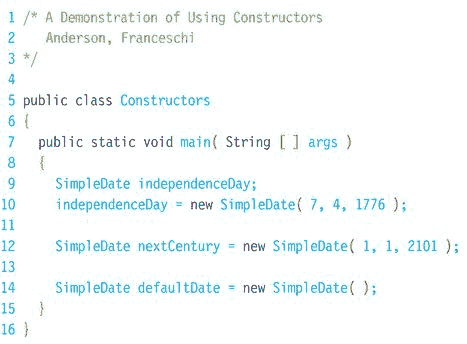 1 /* A Demonstration of Using Constructors
2    Anderson, Franceschi
3 */
4
5 public class Constructors
6 {
7   public static void main( String [ ] args )
8   {
9     SimpleDate independenceDay;
10     independenceDay = new SimpleDate( 7, 4, 1776 );
11
12     SimpleDate nextCentury = new SimpleDate( 1, 1, 2101 );
13
14     SimpleDate defaultDate = new SimpleDate( );
15   }
16 }